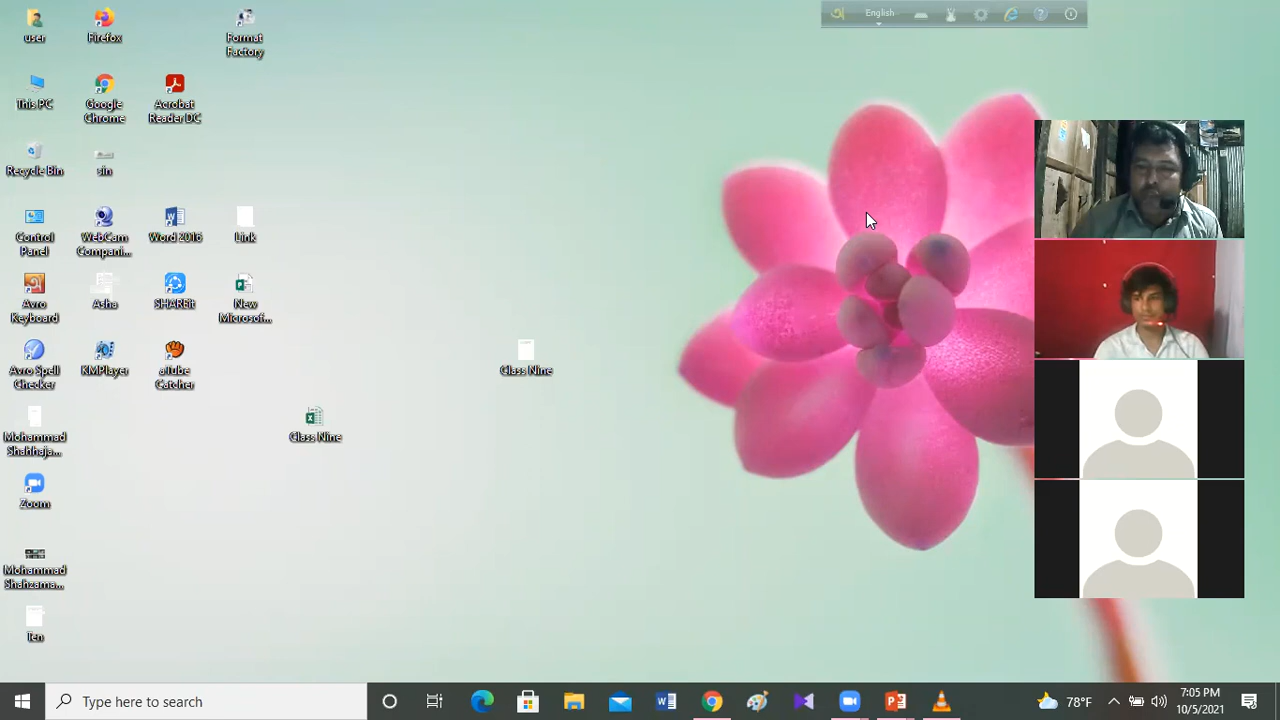 অ English
user
Firefox
Format
Factory
This PC
Google
Chrome
Acrobat
Reader DC
Recycle Bin
sin
Control
Panel
WebCam
Compani...
Word 2016
Link
Avro
Keyboard
Asha
SHAREit
New
Microsof...
Avro Spell
Checker
KMPlayer
aTube
Catcher
Class Nine
Mohammad
Shahhaja...
Class Nine
Zoom
Mohammad
Shahzama...
Ten
Type here to search
78°F
7:05 PM
10/5/2021